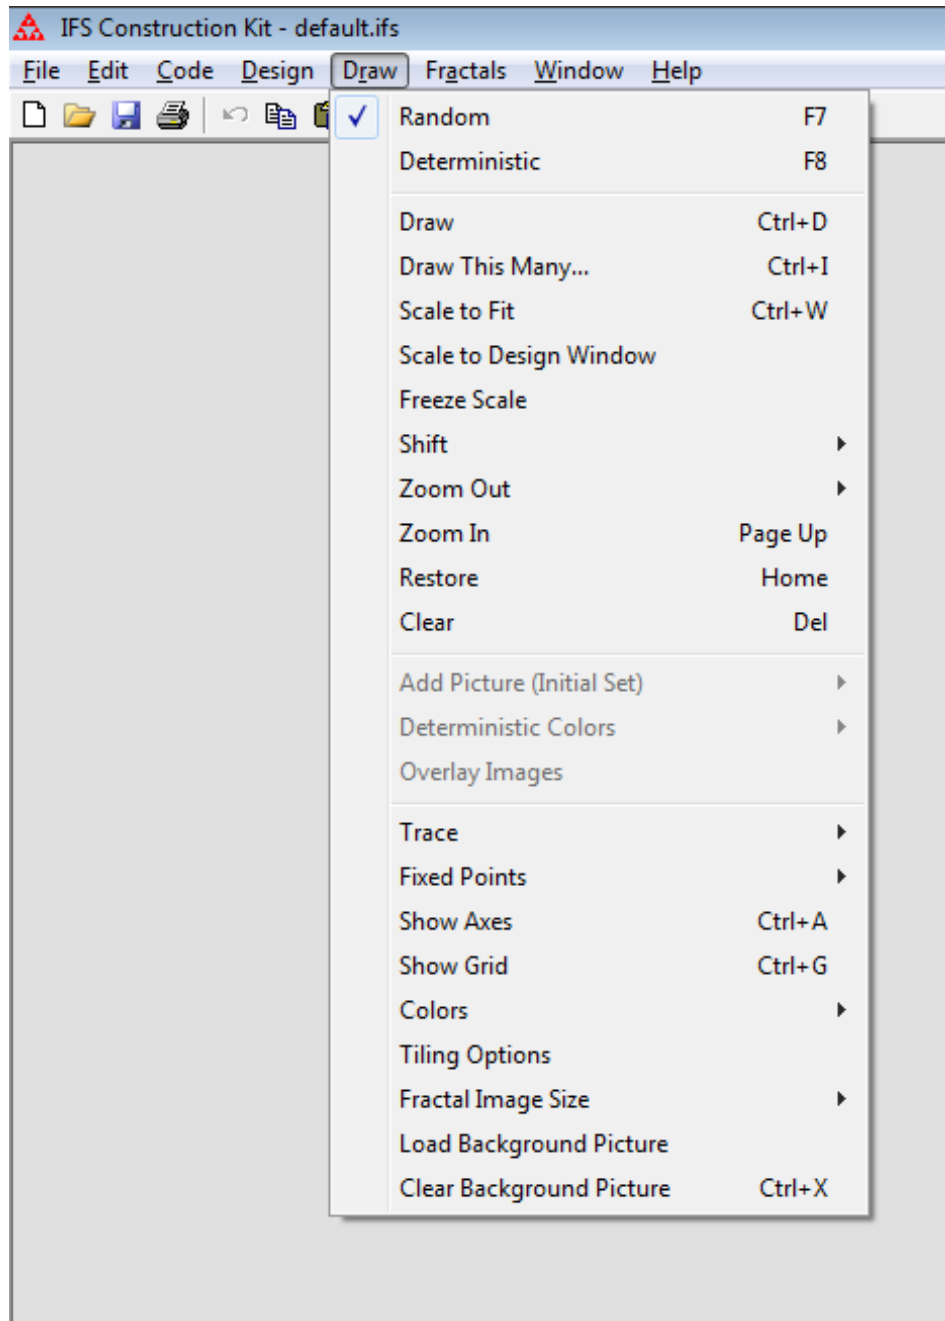 IFS Construction Kit - default.ifs
File Edit Code Design Draw Fractals Window Help
Random F7
Deterministic F8
Draw Ctrl+D
Draw This Many... Ctrl+I
Scale to Fit Ctrl+W
Scale to Design Window
Freeze Scale
Shift
Zoom Out
Zoom In Page Up
Restore Home
Clear Del
Add Picture (Initial Set)
Deterministic Colors
Overlay Images
Trace
Fixed Points
Show Axes Ctrl+A
Show Grid Ctrl+G
Colors
Tiling Options
Fractal Image Size
Load Background Picture
Clear Background Picture Ctrl+X